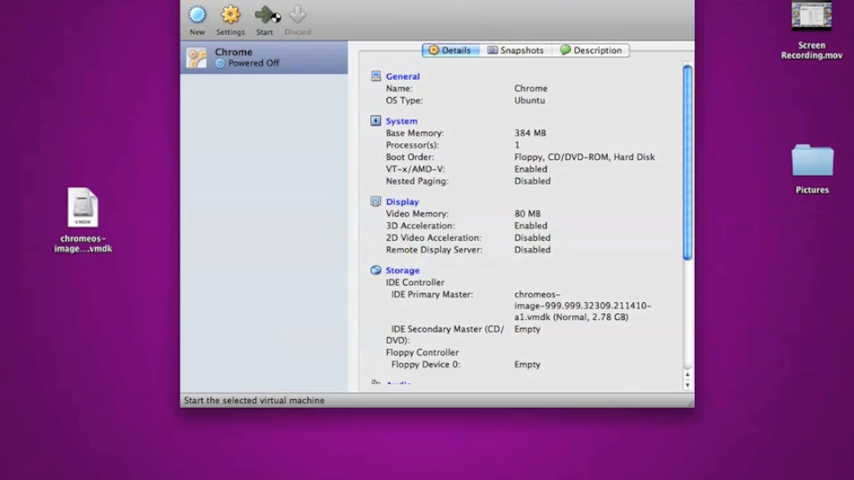 New Settings Start Discard
Screen
Recording.mov
Chrome
Powered Off
Details Snapshots Description
General
Name: Chrome
OS Type: Ubuntu
System
Base Memory: 384 MB
Processor(s): 1
Boot Order: Floppy, CD/DVD-ROM, Hard Disk
VT-x/AMD-V: Enabled
Nested Paging: Disabled
Pictures
Display
Video Memory: 80 MB
3D Acceleration: Enabled
2D Video Acceleration: Disabled
Remote Display Server: Disabled
VMDK
chromeos-
image....vmdk
Storage
IDE Controller
IDE Primary Master: chromeos-
image-999.999.32309.211410-
a1.vmdk (Normal, 2.78 GB)
IDE Secondary Master (CD/ Empty
DVD):
Floppy Controller
Floppy Device 0: Empty
Audio
Start the selected virtual machine